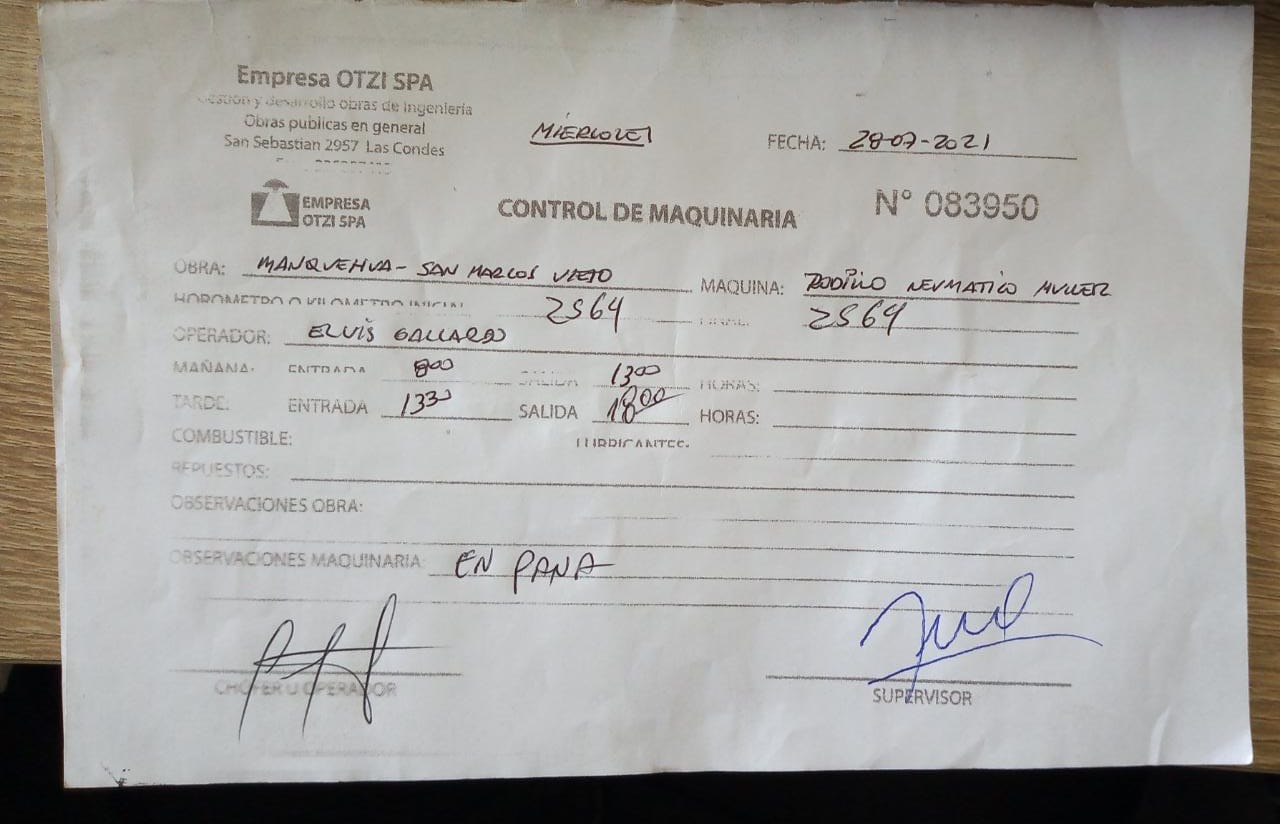 Empresa OTZI SPA
Gestión y desarrollo obras de Ingeniería
Obras publicas en general
San Sebastian 2957 Las Condes
MIERCOLES
FECHA: 28-07-2021
EMPRESA
OTZI SPA
CONTROL DE MAQUINARIA
N° 083950
OBRA: MANQUEHUA - SAN MARCOS VIEJO MAQUINA: RODILLO NEUMATICO MULLER
HOROMETRO O KILOMETRO INICIAL 2564 FINAL: 2564
OPERADOR: ELVIS GALLARDO
MAÑANA: ENTRADA 800 SALIDA 1300 HORAS:
TARDE: ENTRADA 1330 SALIDA 1800 HORAS:
COMBUSTIBLE: LUBRICANTES:
REPUESTOS:
OBSERVACIONES OBRA:
OBSERVACIONES MAQUINARIA: EN PANA
CHOFER U OPERADOR SUPERVISOR